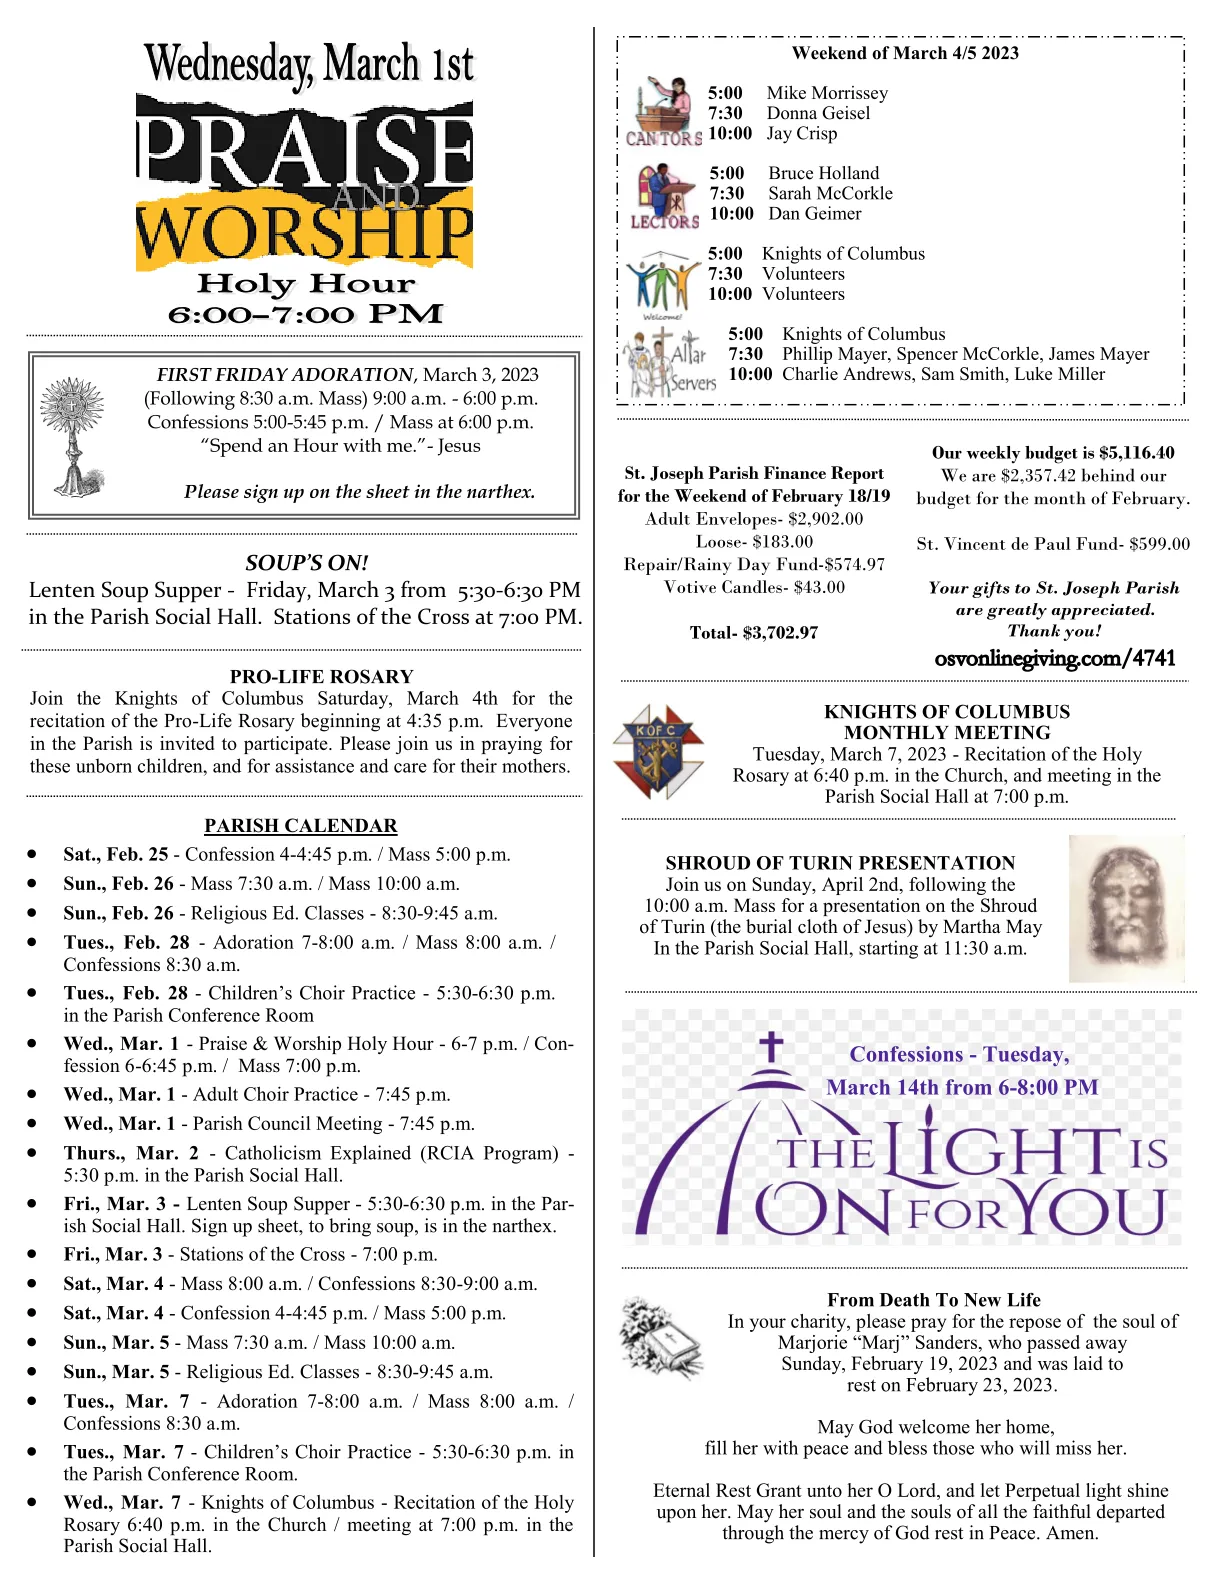 Wednesday, March 1st
PRAISE
AND
WORSHIP
Holy Hour
6:00-7:00 PM
FIRST FRIDAY ADORATION, March 3, 2023
(Following 8:30 a.m. Mass) 9:00 a.m. - 6:00 p.m.
Confessions 5:00-5:45 p.m. / Mass at 6:00 p.m.
“Spend an Hour with me.”- Jesus
Please sign up on the sheet in the narthex.
SOUP’S ON!
Lenten Soup Supper - Friday, March 3 from 5:30-6:30 PM
in the Parish Social Hall. Stations of the Cross at 7:00 PM.
PRO-LIFE ROSARY
Join the Knights of Columbus Saturday, March 4th for the
recitation of the Pro-Life Rosary beginning at 4:35 p.m. Everyone
in the Parish is invited to participate. Please join us in praying for
these unborn children, and for assistance and care for their mothers.
PARISH CALENDAR
• Sat., Feb. 25 - Confession 4-4:45 p.m. / Mass 5:00 p.m.
• Sun., Feb. 26 - Mass 7:30 a.m. / Mass 10:00 a.m.
• Sun., Feb. 26 - Religious Ed. Classes - 8:30-9:45 a.m.
• Tues., Feb. 28 - Adoration 7-8:00 a.m. / Mass 8:00 a.m. /
Confessions 8:30 a.m.
• Tues., Feb. 28 - Children’s Choir Practice - 5:30-6:30 p.m.
in the Parish Conference Room
• Wed., Mar. 1 - Praise & Worship Holy Hour - 6-7 p.m. / Con-
fession 6-6:45 p.m. / Mass 7:00 p.m.
• Wed., Mar. 1 - Adult Choir Practice - 7:45 p.m.
• Wed., Mar. 1 - Parish Council Meeting - 7:45 p.m.
• Thurs., Mar. 2 - Catholicism Explained (RCIA Program) -
5:30 p.m. in the Parish Social Hall.
• Fri., Mar. 3 - Lenten Soup Supper - 5:30-6:30 p.m. in the Par-
ish Social Hall. Sign up sheet, to bring soup, is in the narthex.
• Fri., Mar. 3 - Stations of the Cross - 7:00 p.m.
• Sat., Mar. 4 - Mass 8:00 a.m. / Confessions 8:30-9:00 a.m.
• Sat., Mar. 4 - Confession 4-4:45 p.m. / Mass 5:00 p.m.
• Sun., Mar. 5 - Mass 7:30 a.m. / Mass 10:00 a.m.
• Sun., Mar. 5 - Religious Ed. Classes - 8:30-9:45 a.m.
• Tues., Mar. 7 - Adoration 7-8:00 a.m. / Mass 8:00 a.m. /
Confessions 8:30 a.m.
• Tues., Mar. 7 - Children’s Choir Practice - 5:30-6:30 p.m. in
the Parish Conference Room.
• Wed., Mar. 7 - Knights of Columbus - Recitation of the Holy
Rosary 6:40 p.m. in the Church / meeting at 7:00 p.m. in the
Parish Social Hall.
Weekend of March 4/5 2023
CANTORS
5:00 Mike Morrissey
7:30 Donna Geisel
10:00 Jay Crisp
LECTORS
5:00 Bruce Holland
7:30 Sarah McCorkle
10:00 Dan Geimer
Welcome!
5:00 Knights of Columbus
7:30 Volunteers
10:00 Volunteers
Altar
Servers
5:00 Knights of Columbus
7:30 Phillip Mayer, Spencer McCorkle, James Mayer
10:00 Charlie Andrews, Sam Smith, Luke Miller
St. Joseph Parish Finance Report
for the Weekend of February 18/19
Adult Envelopes- $2,902.00
Loose- $183.00
Repair/Rainy Day Fund-$574.97
Votive Candles- $43.00
Total- $3,702.97
Our weekly budget is $5,116.40
We are $2,357.42 behind our
budget for the month of February.
St. Vincent de Paul Fund- $599.00
Your gifts to St. Joseph Parish
are greatly appreciated.
Thank you!
osvonlinegiving.com/4741
K OF C
KNIGHTS OF COLUMBUS
MONTHLY MEETING
Tuesday, March 7, 2023 - Recitation of the Holy
Rosary at 6:40 p.m. in the Church, and meeting in the
Parish Social Hall at 7:00 p.m.
SHROUD OF TURIN PRESENTATION
Join us on Sunday, April 2nd, following the
10:00 a.m. Mass for a presentation on the Shroud
of Turin (the burial cloth of Jesus) by Martha May
In the Parish Social Hall, starting at 11:30 a.m.
Confessions - Tuesday,
March 14th from 6-8:00 PM
THE LIGHT IS
ON FOR YOU
From Death To New Life
In your charity, please pray for the repose of the soul of
Marjorie “Marj” Sanders, who passed away
Sunday, February 19, 2023 and was laid to
rest on February 23, 2023.
May God welcome her home,
fill her with peace and bless those who will miss her.
Eternal Rest Grant unto her O Lord, and let Perpetual light shine
upon her. May her soul and the souls of all the faithful departed
through the mercy of God rest in Peace. Amen.